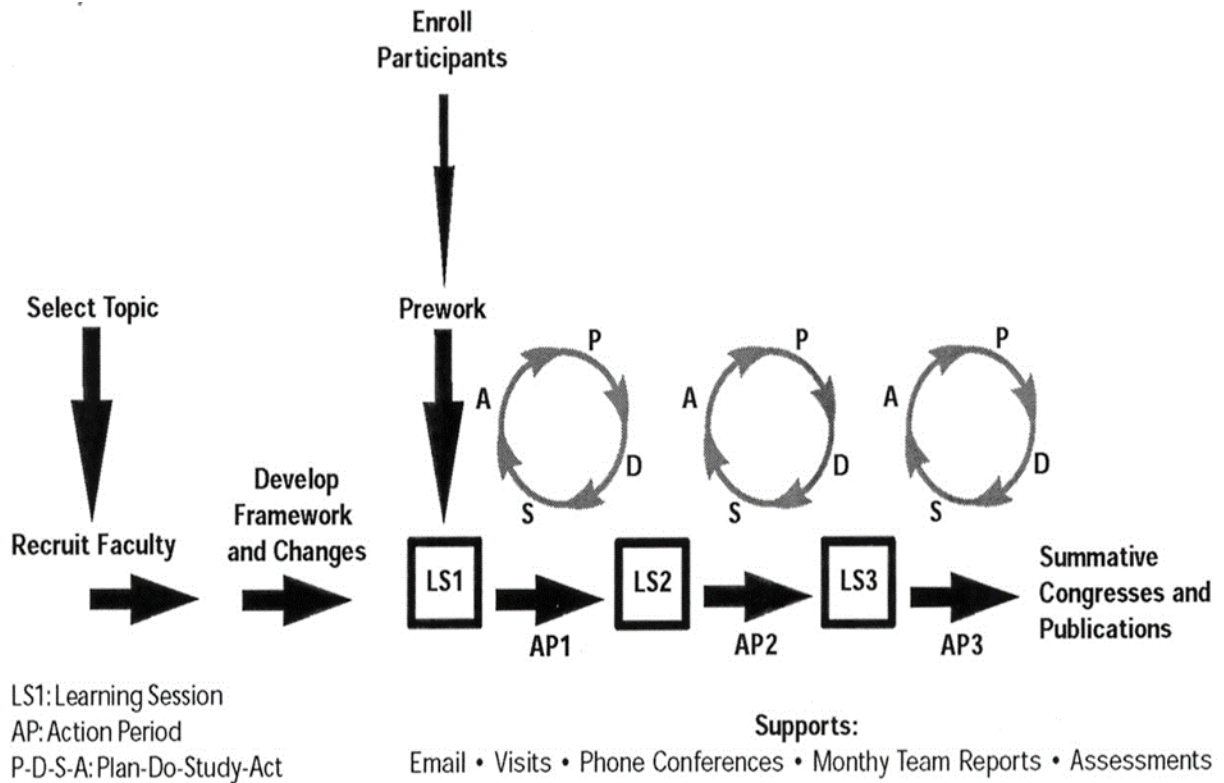 Enroll
Participants
Select Topic
Prework
P
A
D
S
P
A
D
S
P
A
D
S
Develop
Framework
and Changes
Recruit Faculty
LS1
LS2
LS3
AP1
AP2
AP3
Summative
Congresses and
Publications
LS1: Learning Session
AP: Action Period
P-D-S-A: Plan-Do-Study-Act
Supports:
Email • Visits • Phone Conferences • Monthy Team Reports • Assessments